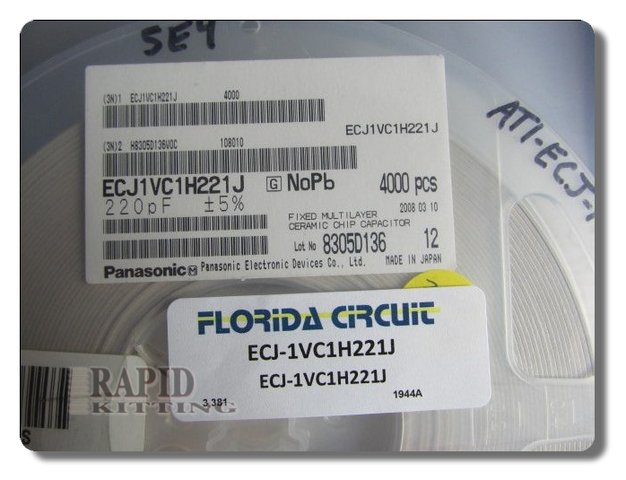 SE4
(3N)1 ECJ1VC1H221J 4000
ECJ1VC1H221J
(3N)2 H8305D136V0C 108010
ECJ1VC1H221J G NoPb 4000 pcs
220pF ±5%
2008 03 10
FIXED MULTILAYER
CERAMIC CHIP CAPACITOR
Lot No 8305D136 12
Panasonic M Panasonic Electronic Devices Co., Ltd. MADE IN JAPAN
ATI-ECJ-
FLORIDA CIRCUIT
ECJ-1VC1H221J
ECJ-1VC1H221J
3,381 1944A
RAPID
KITTING
S